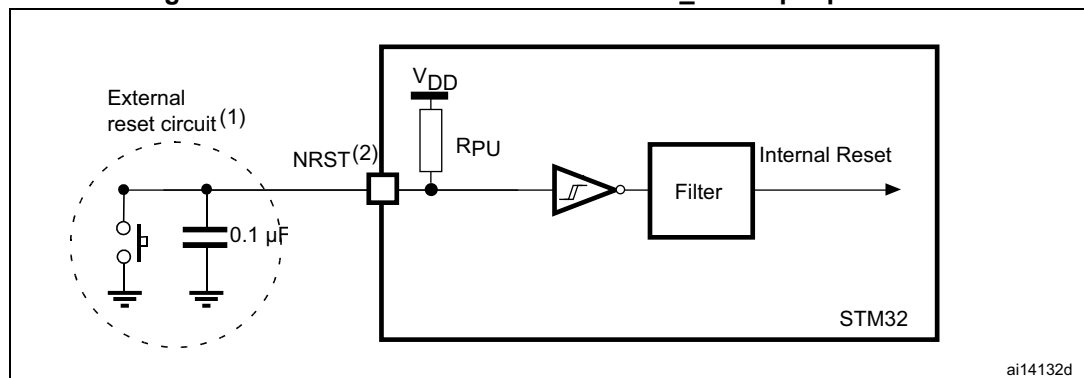 External
reset circuit(1)
NRST(2)
VDD
RPU
0.1 μF
Filter
Internal Reset
STM32
ai14132d